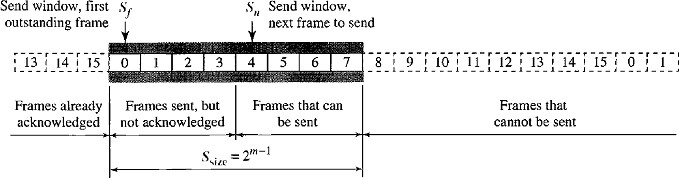 Send window, first
outstanding frame
Sf
Sn
Send window,
next frame to send
13 14 15 0 1 2 3 4 5 6 7 8 9 10 11 12 13 14 15 0 1
Frames already
acknowledged
Frames sent, but
not acknowledged
Frames that can
be sent
Frames that
cannot be sent
Ssize = 2^m−1